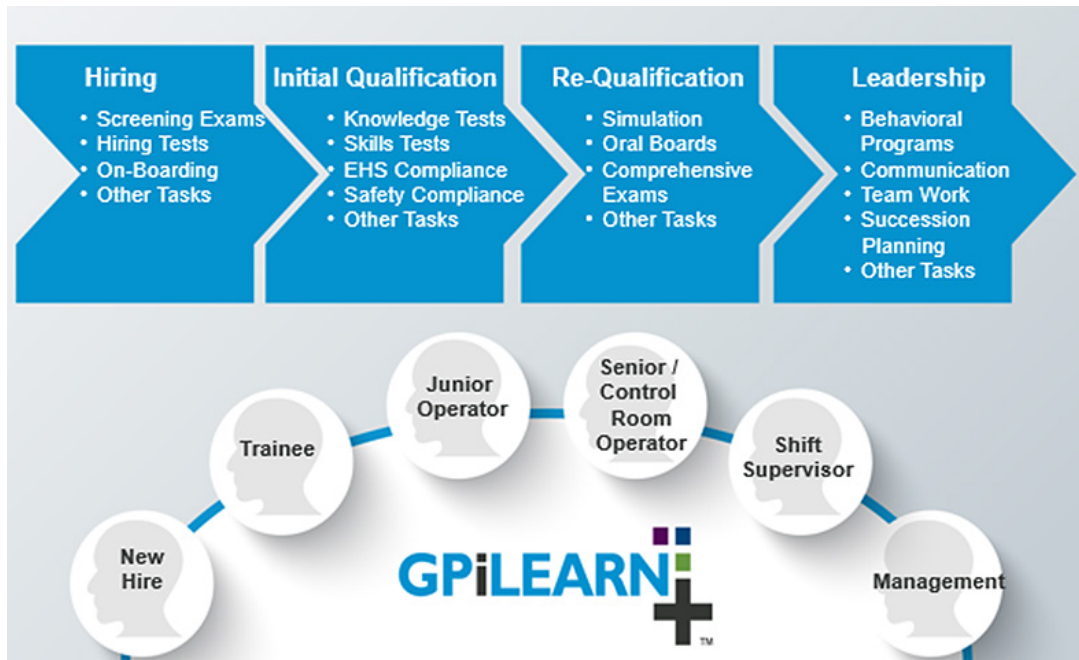 Hiring
• Screening Exams
• Hiring Tests
• On-Boarding
• Other Tasks
Initial Qualification
• Knowledge Tests
• Skills Tests
• EHS Compliance
• Safety Compliance
• Other Tasks
Re-Qualification
• Simulation
• Oral Boards
• Comprehensive
Exams
• Other Tasks
Leadership
• Behavioral
Programs
• Communication
• Team Work
• Succession
Planning
• Other Tasks
New
Hire
Trainee
Junior
Operator
Senior /
Control
Room
Operator
Shift
Supervisor
Management
GPiLEARN+™